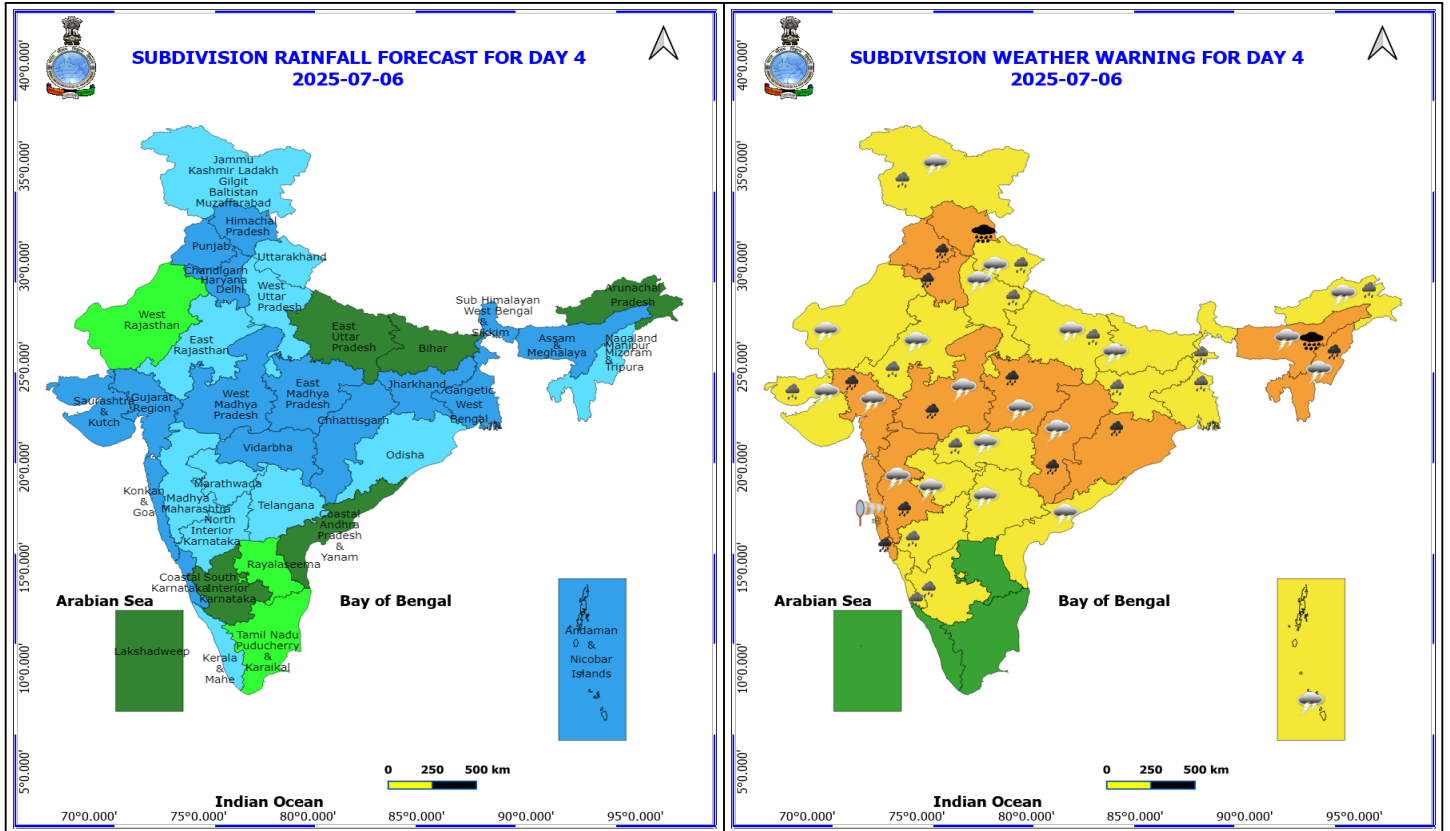 SUBDIVISION RAINFALL FORECAST FOR DAY 4
2025-07-06
40°0.000'
35°0.000'
30°0.000'
25°0.000'
20°0.000'
15°0.000'
10°0.000'
5°0.000'
Jammu
Kashmir Ladakh
Gilgit
Baltistan
Muzaffarabad
Himachal
Pradesh
Punjab
Uttarakhand
Chandigarh
Haryana
Delhi
West
Uttar
Pradesh
West
Rajasthan
East
Rajasthan
East
Uttar
Pradesh
Bihar
Sub Himalayan
West Bengal
&
Sikkim
Arunachal
Pradesh
Assam
&
Meghalaya
Nagaland
Manipur
Mizoram
&
Tripura
Saurashtra
&
Kutch
Gujarat
Region
West
Madhya
Pradesh
East
Madhya
Pradesh
Jharkhand
Gangetic
West
Bengal
Chhattisgarh
Vidarbha
Odisha
Konkan
&
Goa
Marathwada
Madhya
Maharashtra
North
Interior
Karnataka
Telangana
Coastal
Andhra
Pradesh
&
Yanam
Rayalaseema
Coastal
Karnataka
South
Interior
Karnataka
Arabian Sea
Bay of Bengal
Lakshadweep
Tamil Nadu
Puducherry
&
Karaikal
Kerala
&
Mahe
Andaman
&
Nicobar
Islands
0 250 500 km
Indian Ocean
70°0.000' 75°0.000' 80°0.000' 85°0.000' 90°0.000' 95°0.000'
SUBDIVISION WEATHER WARNING FOR DAY 4
2025-07-06
40°0.000'
35°0.000'
30°0.000'
25°0.000'
20°0.000'
15°0.000'
10°0.000'
5°0.000'
Arabian Sea
Bay of Bengal
0 250 500 km
Indian Ocean
70°0.000' 75°0.000' 80°0.000' 85°0.000' 90°0.000' 95°0.000'